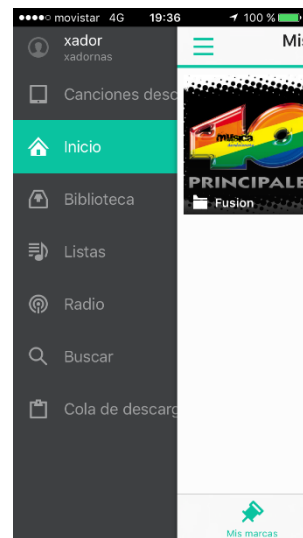 movistar 4G 19:36 100 %
xador
xadornas
Canciones desc
Inicio
Biblioteca
Listas
Radio
Buscar
Cola de descarg
Mis
música
PRINCIPALE
Fusion
Mis marcas